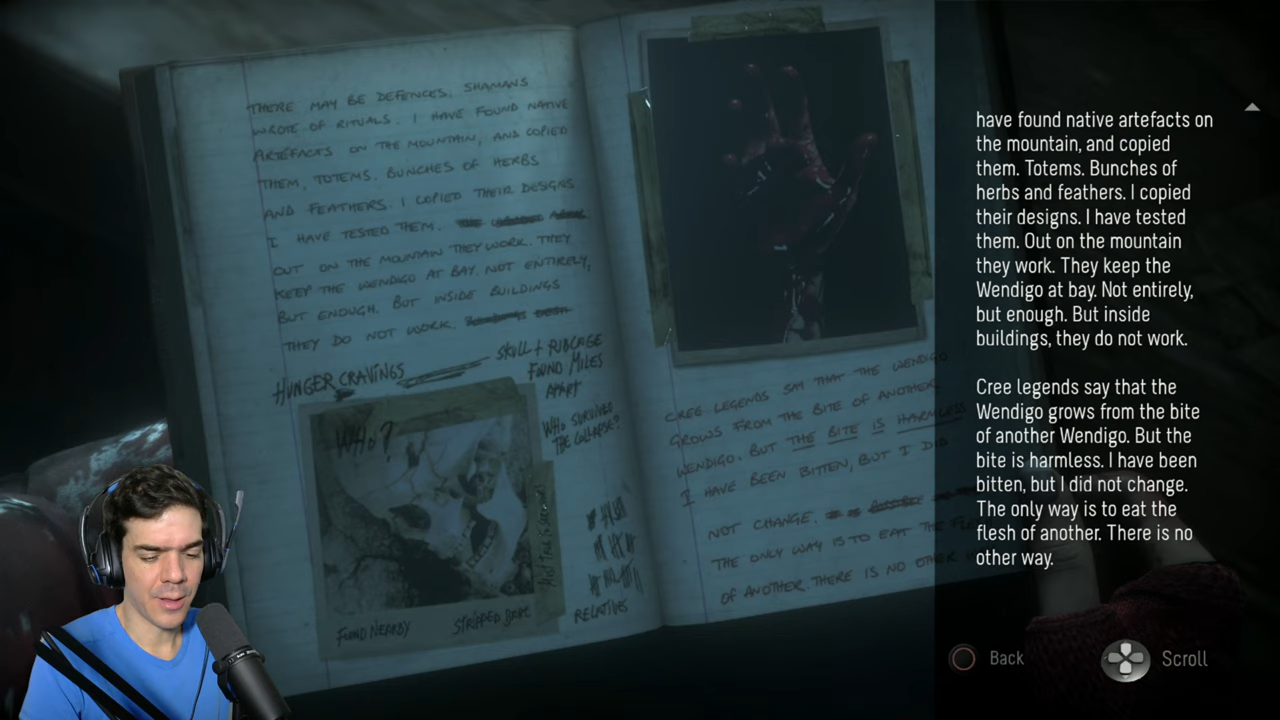 THERE MAY BE DEFENCES. SHAMANS
WROTE OF RITUALS. I HAVE FOUND NATIVE
ARTEFACTS ON THE MOUNTAIN, AND COPIED
THEM, TOTEMS. BUNCHES OF HERBS
AND FEATHERS. I COPIED THEIR DESIGNS
I HAVE TESTED THEM.
OUT ON THE MOUNTAIN THEY WORK. THEY
KEEP THE WENDIGO AT BAY. NOT ENTIRELY,
BUT ENOUGH. BUT INSIDE BUILDINGS
THEY DO NOT WORK.
HUNGER CRAVINGS
SKULL + RIBCAGE
FOUND MILES
APART
WHO?
WHO SURVIVED
THE COLLAPSE?
RELATIVES
FOUND NEARBY
STRIPPED BARE
CREE LEGENDS SAY THAT THE WENDIGO
GROWS FROM THE BITE OF ANOTHER
WENDIGO. BUT THE BITE IS HARMLESS
I HAVE BEEN BITTEN, BUT I DID
NOT CHANGE.
THE ONLY WAY IS TO EAT THE FLE
OF ANOTHER. THERE IS NO OTHER
have found native artefacts on
the mountain, and copied
them. Totems. Bunches of
herbs and feathers. I copied
their designs. I have tested
them. Out on the mountain
they work. They keep the
Wendigo at bay. Not entirely,
but enough. But inside
buildings, they do not work.
Cree legends say that the
Wendigo grows from the bite
of another Wendigo. But the
bite is harmless. I have been
bitten, but I did not change.
The only way is to eat the
flesh of another. There is no
other way.
Back
Scroll